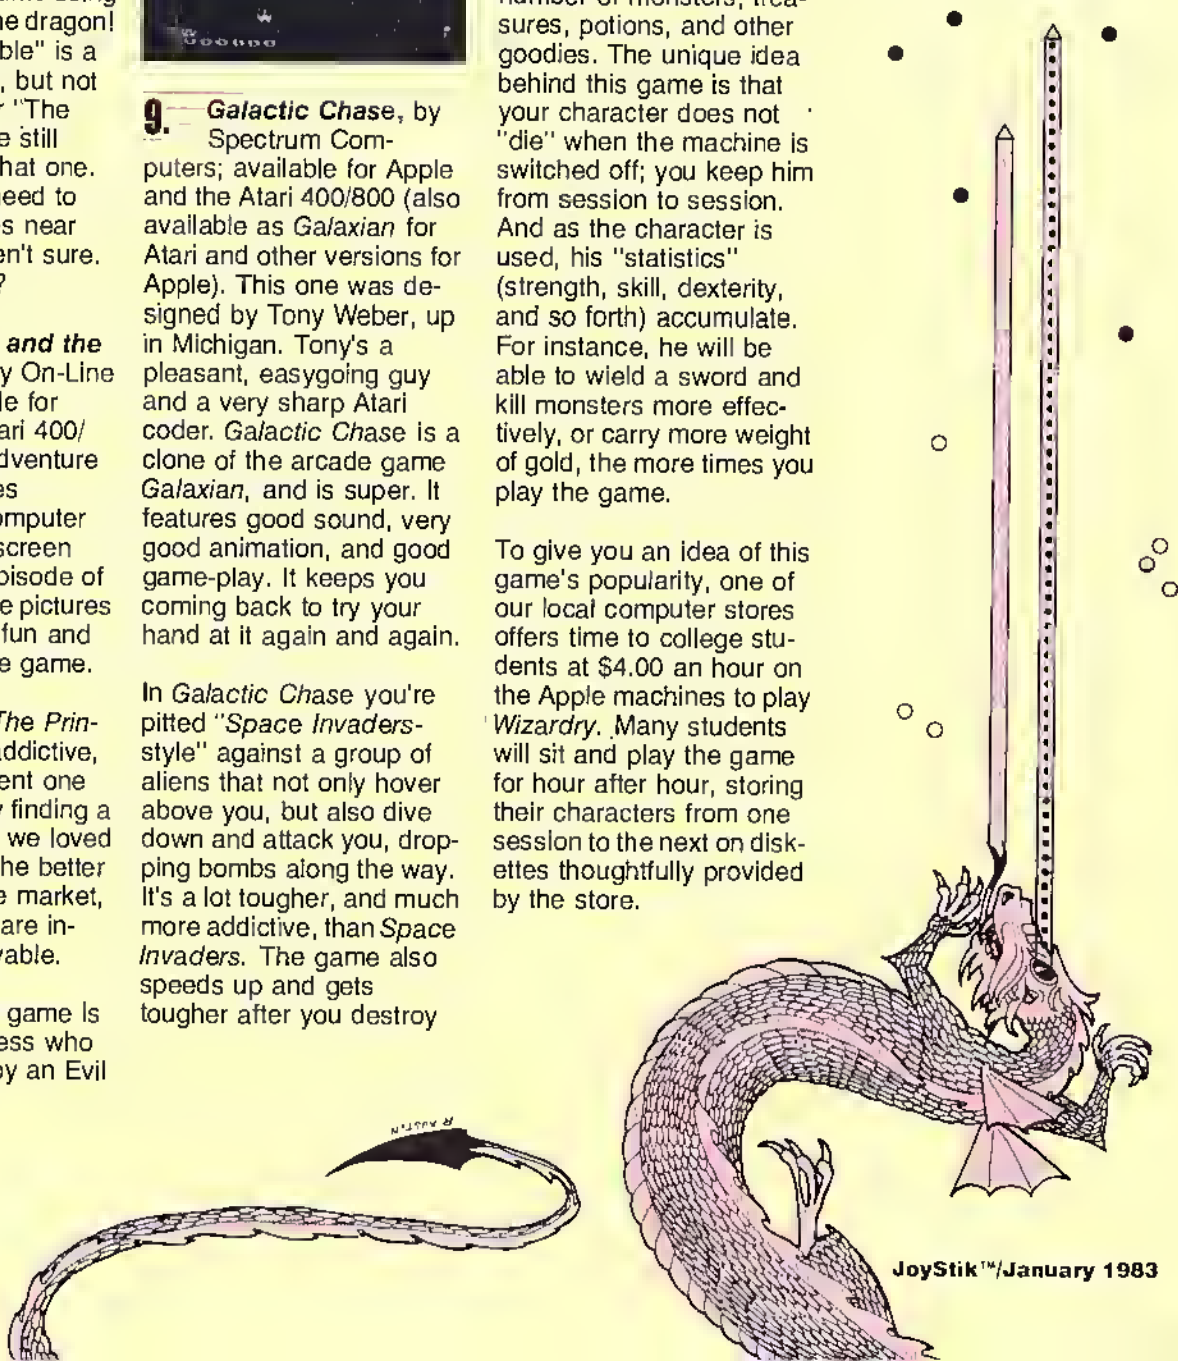 he dragon!
ble" is a
, but not
"The
e still
hat one.
eed to
s near
en't sure.
?
and the
y On-Line
le for
ari 400/
dventure
es
omputer
screen
pisode of
e pictures
fun and
e game.
The Prin-
ddictive,
ent one
finding a
we loved
he better
e market,
are in-
able.
game is
ess who
by an Evil
9. Galactic Chase, by
Spectrum Com-
puters; available for Apple
and the Atari 400/800 (also
available as Galaxian for
Atari and other versions for
Apple). This one was de-
signed by Tony Weber, up
in Michigan. Tony's a
pleasant, easygoing guy
and a very sharp Atari
coder. Galactic Chase is a
clone of the arcade game
Galaxian, and is super. It
features good sound, very
good animation, and good
game-play. It keeps you
coming back to try your
hand at it again and again.
In Galactic Chase you're
pitted "Space Invaders-
style" against a group of
aliens that not only hover
above you, but also dive
down and attack you, drop-
ping bombs along the way.
It's a lot tougher, and much
more addictive, than Space
Invaders. The game also
speeds up and gets
tougher after you destroy
number of monsters, trea-
sures, potions, and other
goodies. The unique idea
behind this game is that
your character does not
"die" when the machine is
switched off; you keep him
from session to session.
And as the character is
used, his "statistics"
(strength, skill, dexterity,
and so forth) accumulate.
For instance, he will be
able to wield a sword and
kill monsters more effec-
tively, or carry more weight
of gold, the more times you
play the game.
To give you an idea of this
game's popularity, one of
our local computer stores
offers time to college stu-
dents at $4.00 an hour on
the Apple machines to play
Wizardry. Many students
will sit and play the game
for hour after hour, storing
their characters from one
session to the next on disk-
ettes thoughtfully provided
by the store.
R AUSTIN
JoyStik™/January 1983